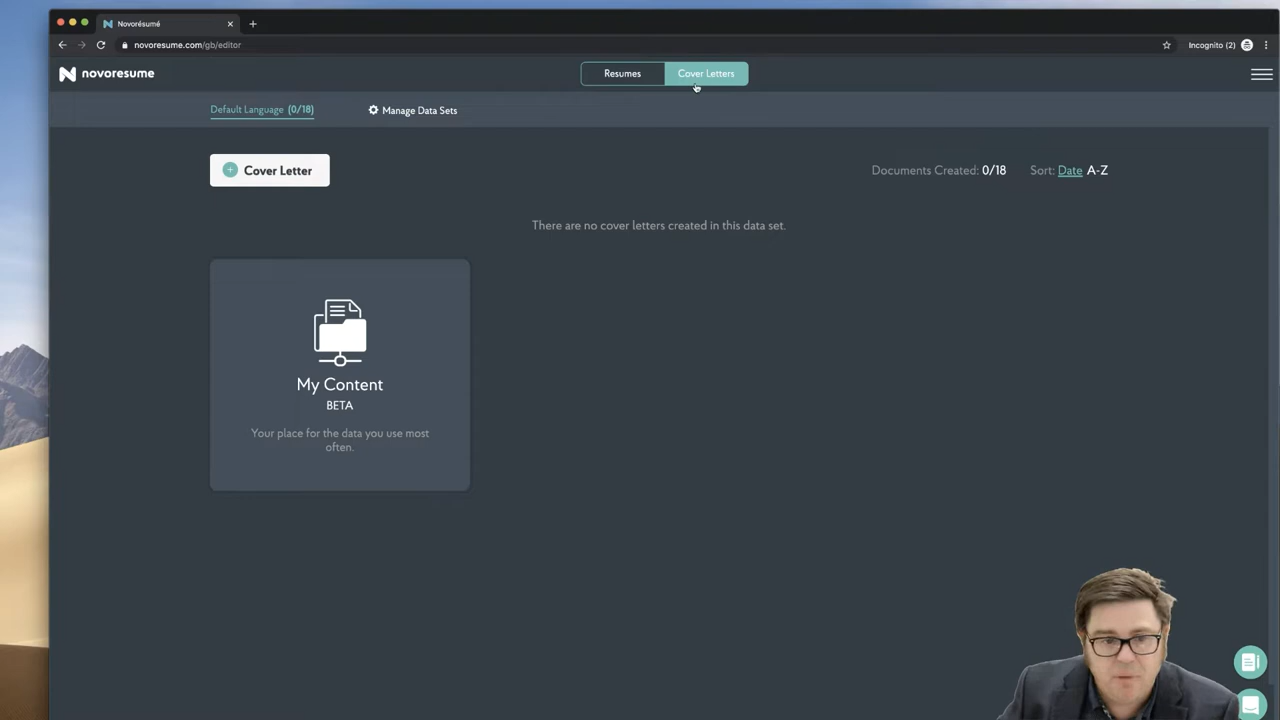 Novorésumé
novoresume.com/gb/editor
Incognito (2)
novoresume
Resumes
Cover Letters
Default Language (0/18)
Manage Data Sets
Cover Letter
Documents Created: 0/18
Sort: Date A-Z
There are no cover letters created in this data set.
My Content
BETA
Your place for the data you use most
often.